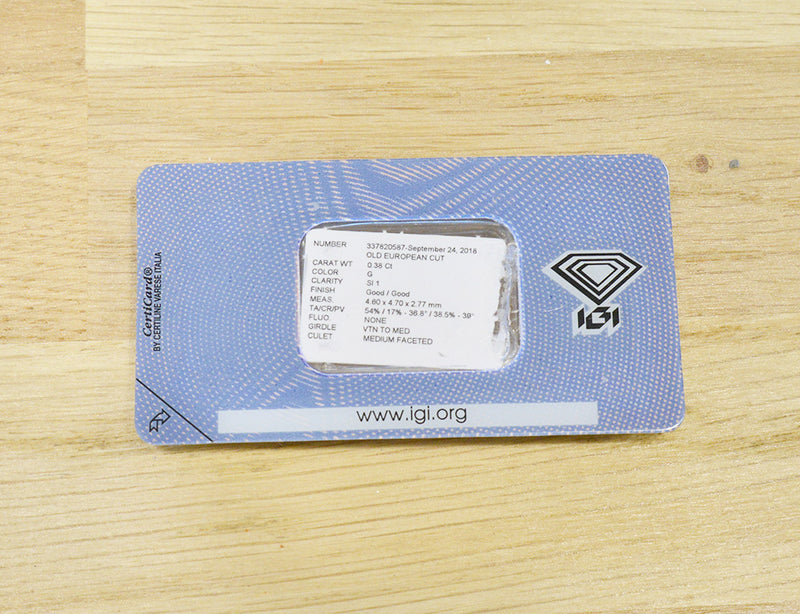 NUMBER 337820587-September 24, 2018
OLD EUROPEAN CUT
CARAT WT 0.38 Ct
COLOR G
CLARITY SI 1
FINISH Good / Good
MEAS. 4.60 x 4.70 x 2.77 mm
TA/CR/PV 54% / 17% - 36.8° / 38.5% - 39°
FLUO. NONE
GIRDLE VTN TO MED
CULET MEDIUM FACETED
CertiCard®
BY CERTILINE VARESE ITALIA
IGI
www.igi.org